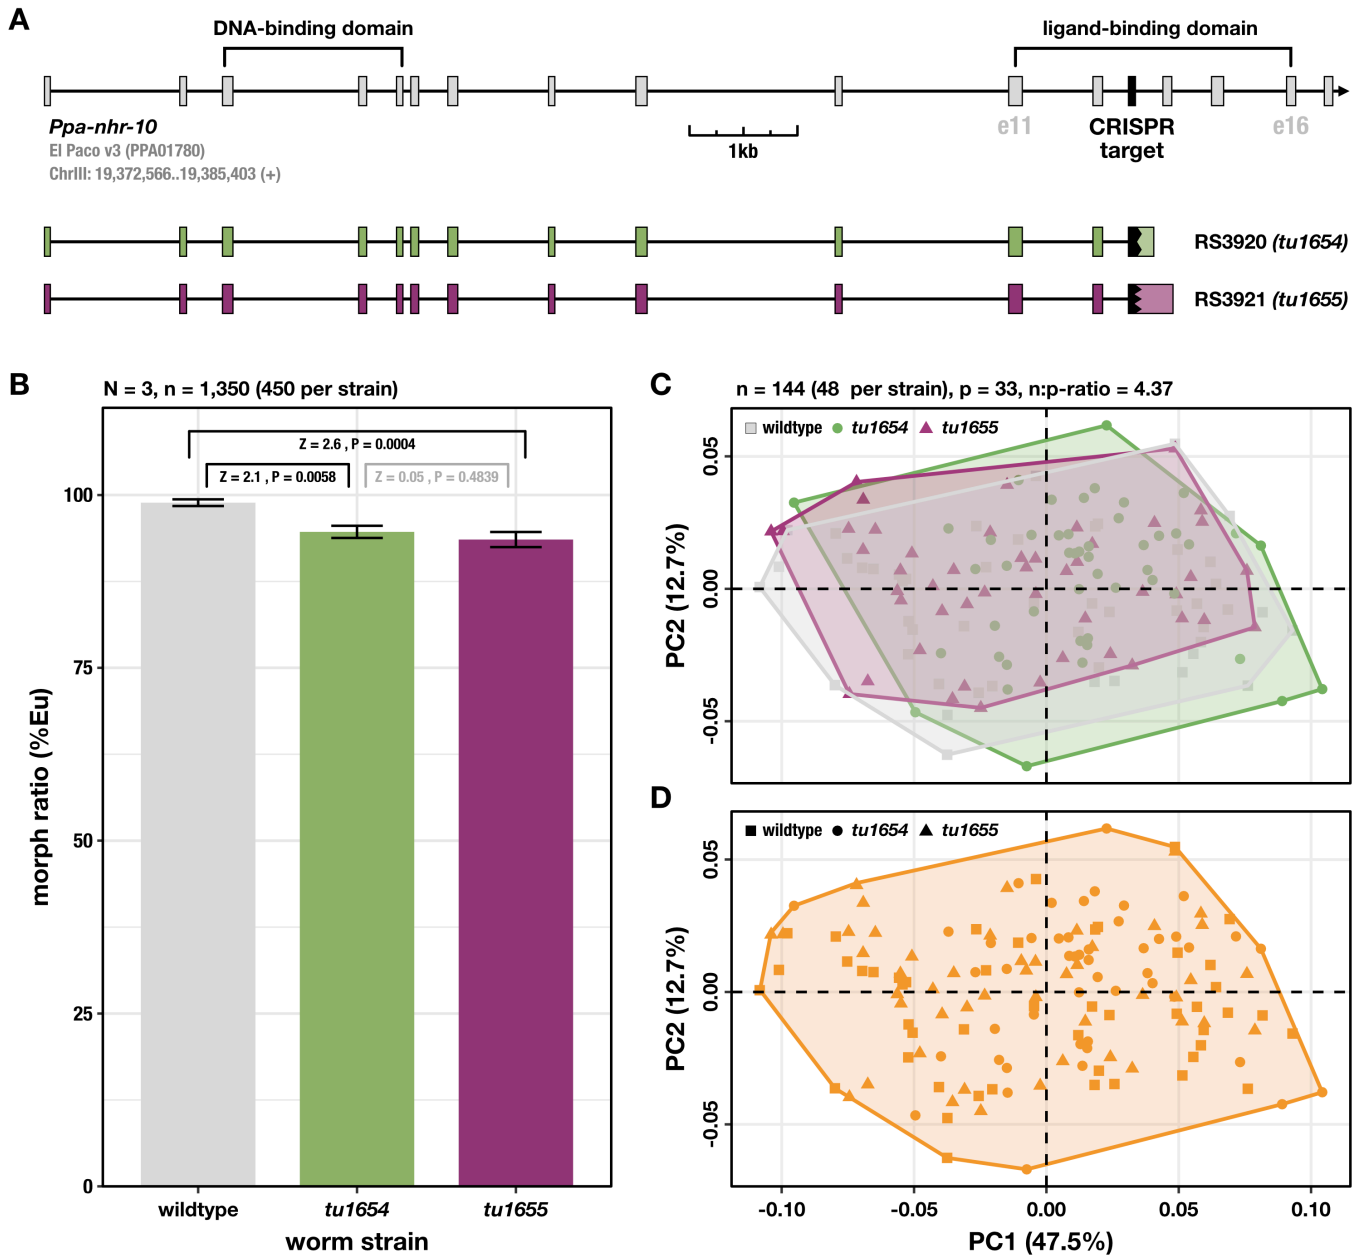 A
DNA-binding domain
ligand-binding domain
Ppa-nhr-10
El Paco v3 (PPA01780)
ChrIII: 19,372,566..19,385,403 (+)
1kb
e11
CRISPR
target
e16
RS3920 (tu1654)
RS3921 (tu1655)
B
N = 3, n = 1,350 (450 per strain)
Z = 2.6 , P = 0.0004
Z = 2.1 , P = 0.0058
Z = 0.05 , P = 0.4839
100
75
50
25
0
morph ratio (%Eu)
wildtype
tu1654
tu1655
worm strain
C
n = 144 (48 per strain), p = 33, n:p-ratio = 4.37
wildtype
tu1654
tu1655
0.05
0.00
-0.05
PC2 (12.7%)
D
wildtype
tu1654
tu1655
0.05
0.00
-0.05
PC2 (12.7%)
-0.10
-0.05
0.00
0.05
0.10
PC1 (47.5%)